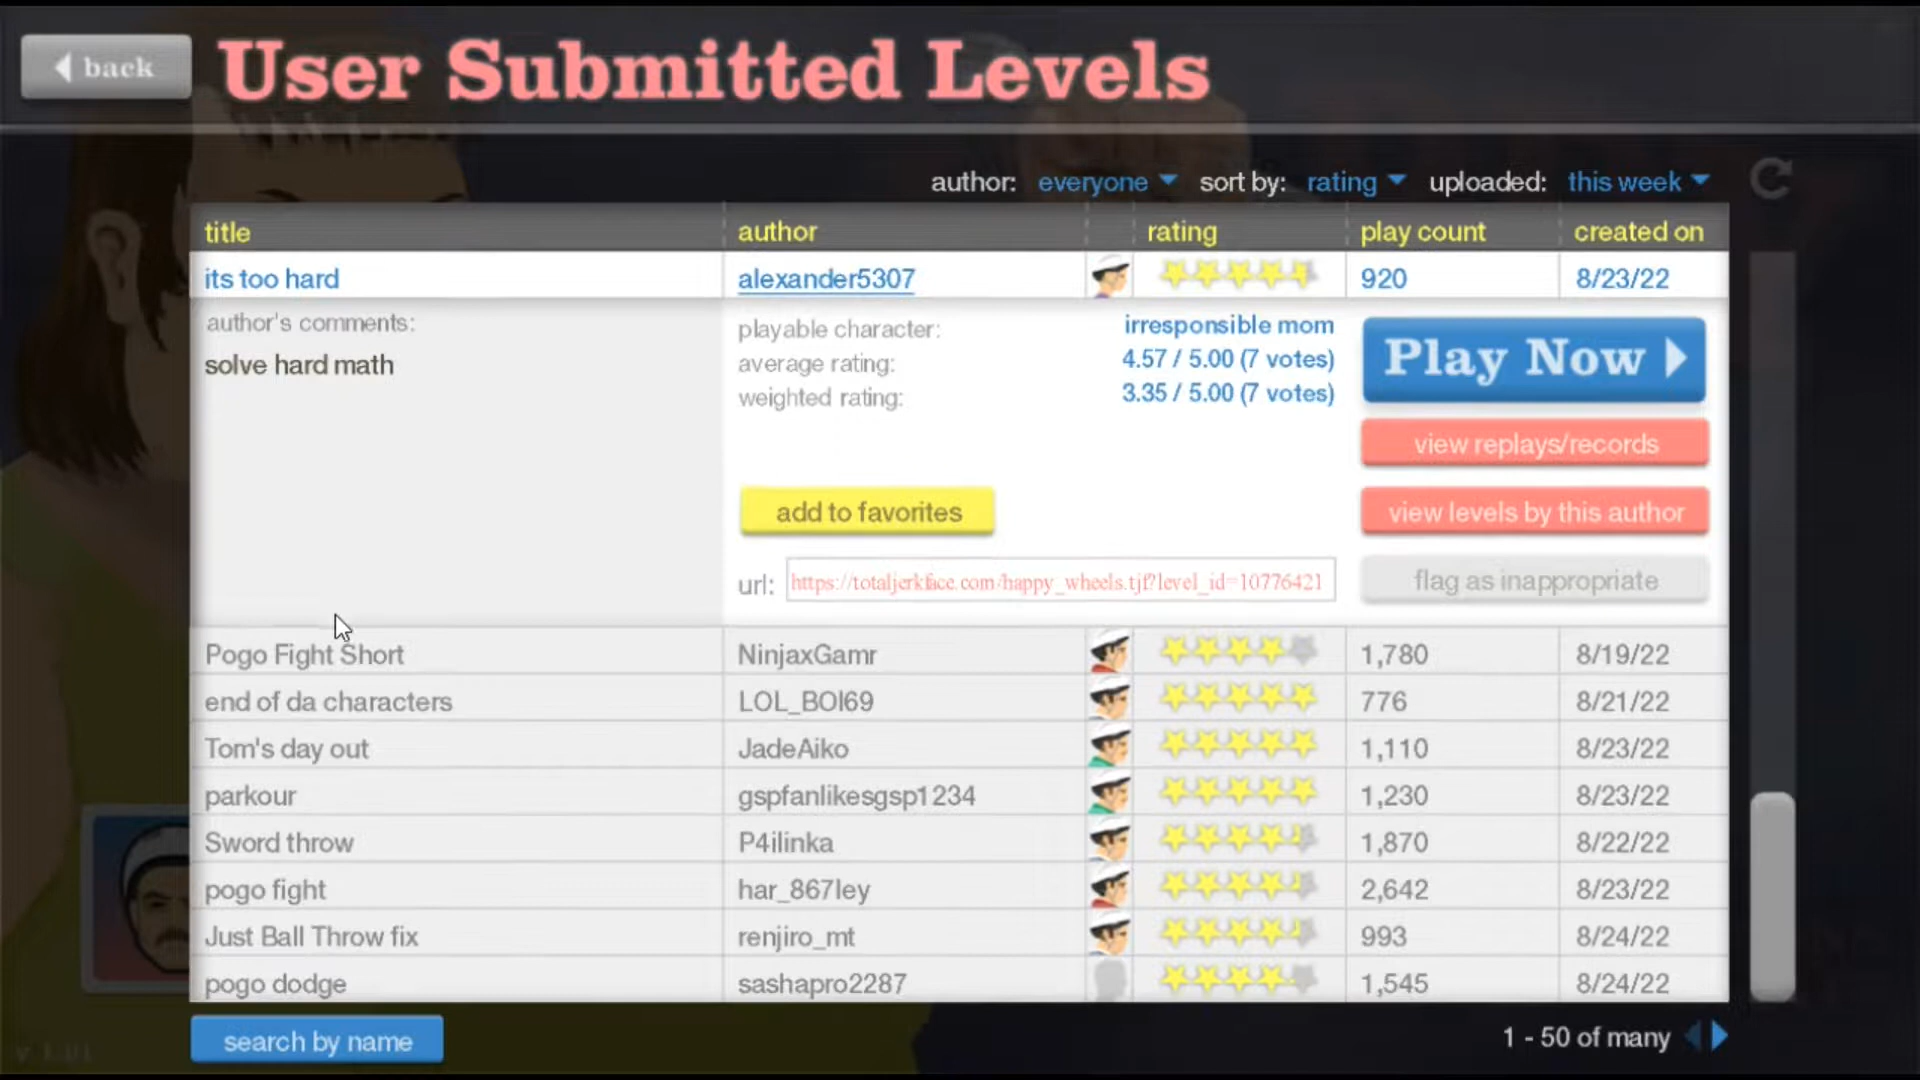 back
User Submitted Levels
author: everyone sort by: rating uploaded: this week
title author rating play count created on
its too hard alexander5307 920 8/23/22
author's comments:
solve hard math
playable character: irresponsible mom
average rating: 4.57 / 5.00 (7 votes)
weighted rating: 3.35 / 5.00 (7 votes)
Play Now
view replays/records
add to favorites
view levels by this author
url: https://totaljerkface.com/happy_wheels.tjf?level_id=10776421
flag as inappropriate
Pogo Fight Short NinjaxGamr 1,780 8/19/22
end of da characters LOL_BOI69 776 8/21/22
Tom's day out JadeAiko 1,110 8/23/22
parkour gspfanlikesgsp1234 1,230 8/23/22
Sword throw P4ilinka 1,870 8/22/22
pogo fight har_867ley 2,642 8/23/22
Just Ball Throw fix renjiro_mt 993 8/24/22
pogo dodge sashapro2287 1,545 8/24/22
search by name
1 - 50 of many